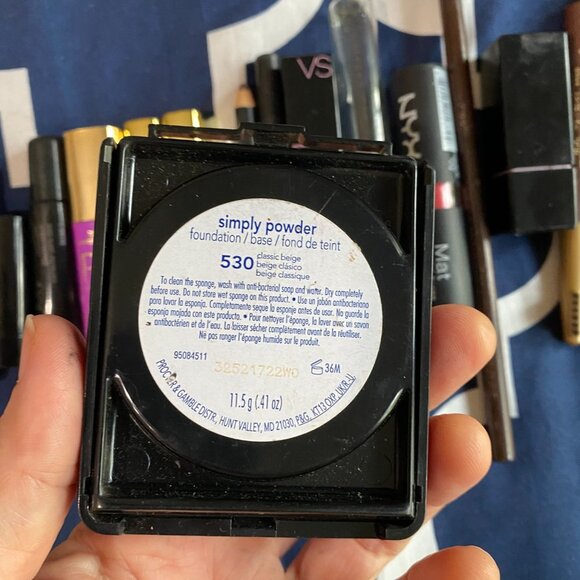 simply powder
foundation / base / fond de teint
530 classic beige
beige clásico
beige classique
To clean the sponge, wash with anti-bacterial soap and water. Dry completely
before use. Do not store wet sponge on this product. • Use un jabón antibacteriano
para lavar la esponja. Completamente seque la esponja antes de usar. No guarde la
esponja mojada en este producto. • Pour nettoyer l'éponge, la laver avec un savon
antibactérien et de l'eau. La laisser sécher complètement avant de la réutiliser.
Ne pas ranger l'éponge humide sur le produit.
95084511
32521722W0
36M
11.5 g (.41 oz)
PROCTER & GAMBLE DISTR., HUNT VALLEY, MD 21030, P&G, KT13 0XP, UK/R.-U.
VS
NYX
Mat